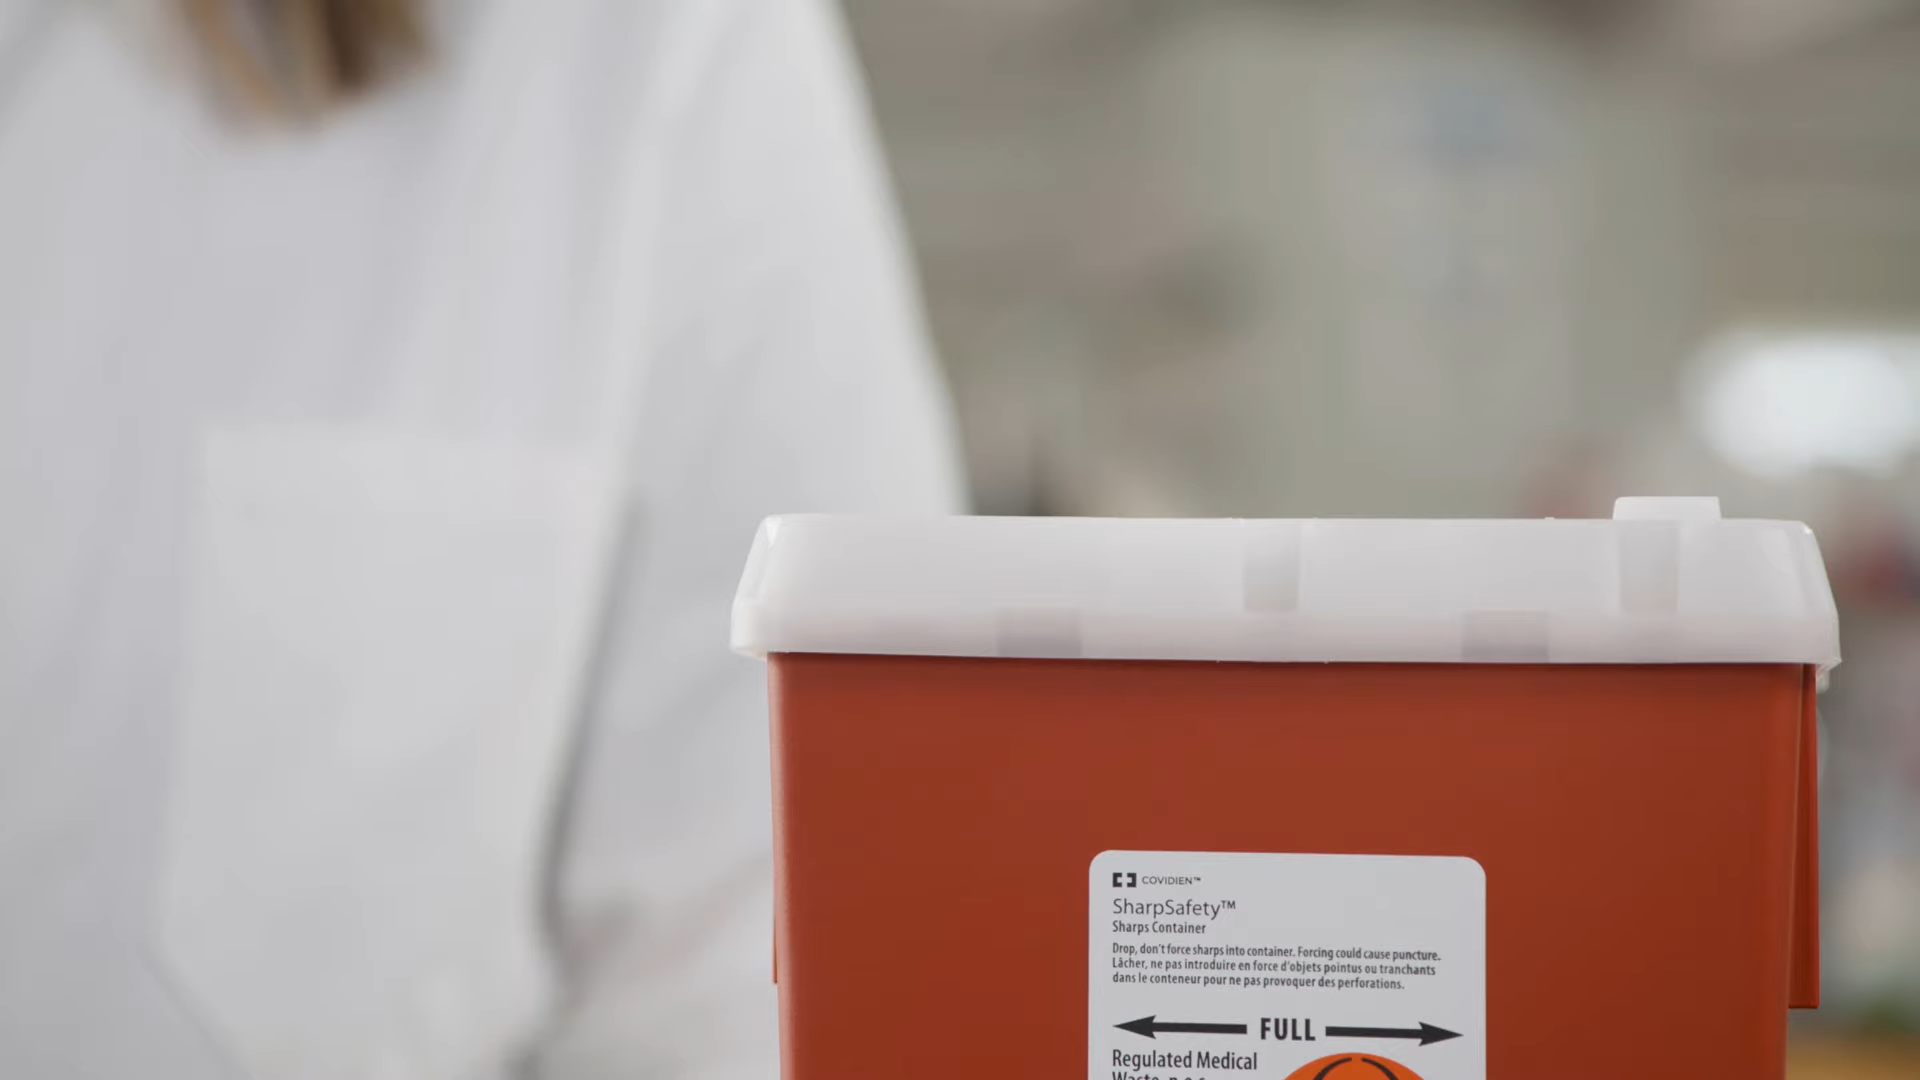 COVIDIEN™
SharpSafety™
Sharps Container
Drop, don't force sharps into container. Forcing could cause puncture.
Lâcher, ne pas introduire en force d'objets pointus ou tranchants
dans le conteneur pour ne pas provoquer des perforations.
FULL
Regulated Medical
Waste, n.o.s.